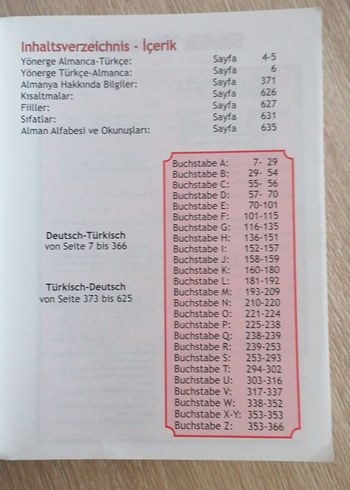 Inhaltsverzeichnis - İçerik
Yönerge Almanca-Türkçe: Sayfa 4-5
Yönerge Türkçe-Almanca: Sayfa 6
Almanya Hakkında Bilgiler: Sayfa 371
Kısaltmalar: Sayfa 626
Fiiller: Sayfa 627
Sıfatlar: Sayfa 631
Alman Alfabesi ve Okunuşları: Sayfa 635
Deutsch-Türkisch
von Seite 7 bis 366
Türkisch-Deutsch
von Seite 373 bis 625
Buchstabe A: 7- 29
Buchstabe B: 29- 54
Buchstabe C: 55- 56
Buchstabe D: 57- 70
Buchstabe E: 70-101
Buchstabe F: 101-115
Buchstabe G: 116-135
Buchstabe H: 136-151
Buchstabe I: 152-157
Buchstabe J: 158-159
Buchstabe K: 160-180
Buchstabe L: 181-192
Buchstabe M: 193-209
Buchstabe N: 210-220
Buchstabe O: 221-224
Buchstabe P: 225-238
Buchstabe Q: 238-239
Buchstabe R: 239-253
Buchstabe S: 253-293
Buchstabe T: 294-302
Buchstabe U: 303-316
Buchstabe V: 317-337
Buchstabe W: 338-352
Buchstabe X-Y: 353-353
Buchstabe Z: 353-366